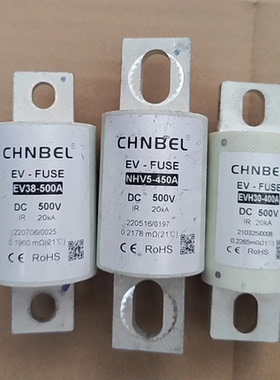 CHNBEL®
EV - FUSE
EV38-500A
DC 500V
IR 20kA
220706/0025
0.1960 mΩ(21℃)
CE RoHS
CHNBEL
EV - FUSE
NHV5-450A
DC 500V
IR 20kA
220516/0197
0.2178 mΩ(21℃)
CE RoHS
CHNBEL
EV - FUSE
EVH30-400A
DC 500V
IR 20kA
210325/0008
0.2265mΩ(21℃)
CE RoHS